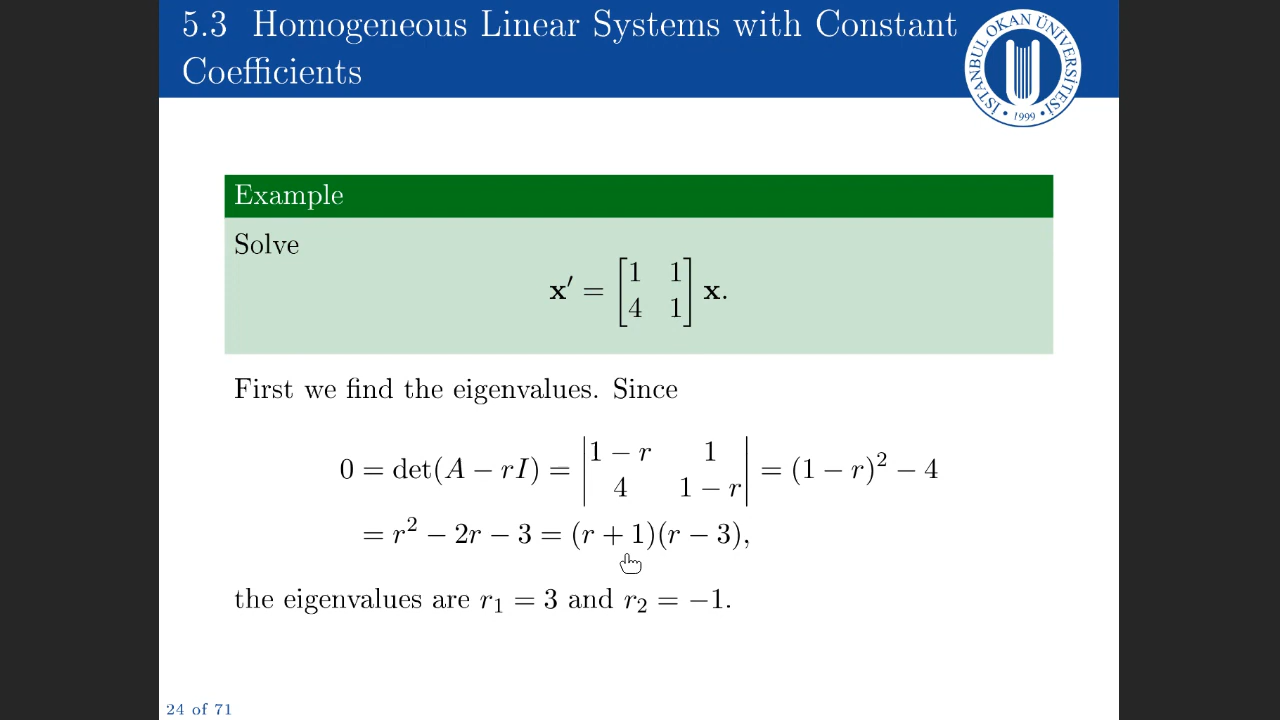 5.3 Homogeneous Linear Systems with Constant
Coefficients
İSTANBUL OKAN ÜNİVERSİTESİ
• 1999 •
Example
Solve
x′ = [1 1; 4 1] x.
First we find the eigenvalues. Since
0 = det(A − rI) = |1 − r 1; 4 1 − r| = (1 − r)² − 4
= r² − 2r − 3 = (r + 1)(r − 3),
the eigenvalues are r₁ = 3 and r₂ = −1.
24 of 71